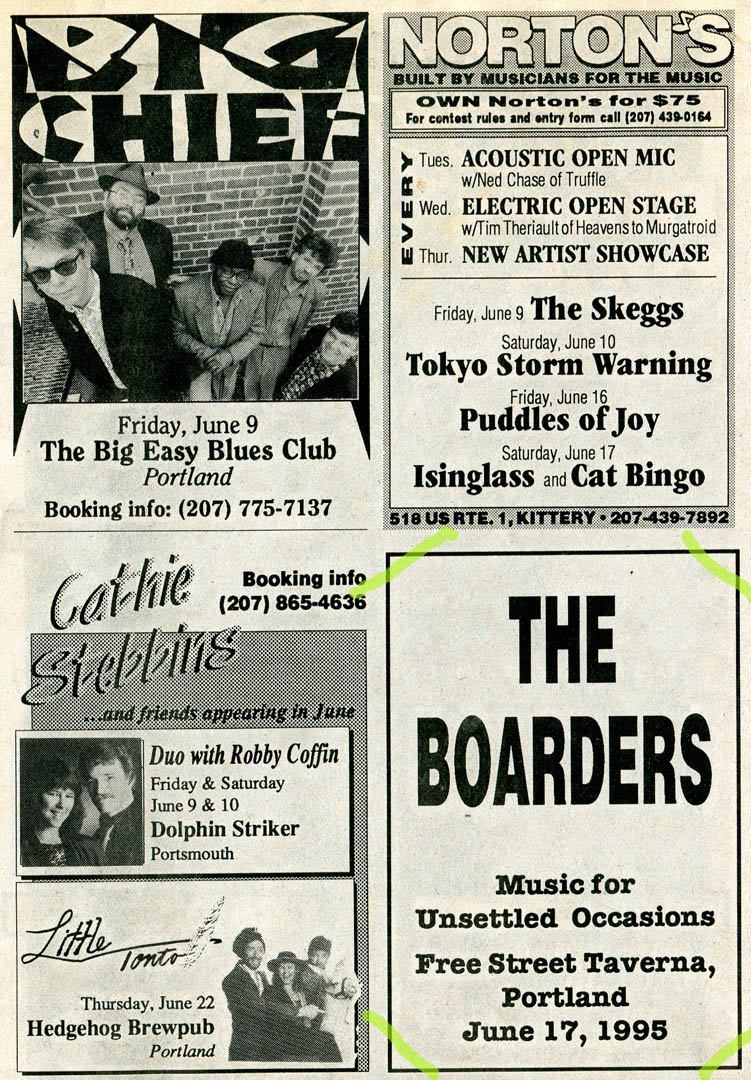 BIG
CHIEF
Friday, June 9
The Big Easy Blues Club
Portland
Booking info: (207) 775-7137
NORTON'S
BUILT BY MUSICIANS FOR THE MUSIC
OWN Norton's for $75
For contest rules and entry form call (207) 439-0164
EVERY
Tues. ACOUSTIC OPEN MIC
w/Ned Chase of Truffle
Wed. ELECTRIC OPEN STAGE
w/Tim Theriault of Heavens to Murgatroid
Thur. NEW ARTIST SHOWCASE
Friday, June 9 The Skeggs
Saturday, June 10
Tokyo Storm Warning
Friday, June 16
Puddles of Joy
Saturday, June 17
Isinglass and Cat Bingo
518 US RTE. 1, KITTERY • 207-439-7892
Cathie
Stebbins
Booking info
(207) 865-4636
...and friends appearing in June
Duo with Robby Coffin
Friday & Saturday
June 9 & 10
Dolphin Striker
Portsmouth
Little
Tonto
Thursday, June 22
Hedgehog Brewpub
Portland
THE
BOARDERS
Music for
Unsettled Occasions
Free Street Taverna,
Portland
June 17, 1995